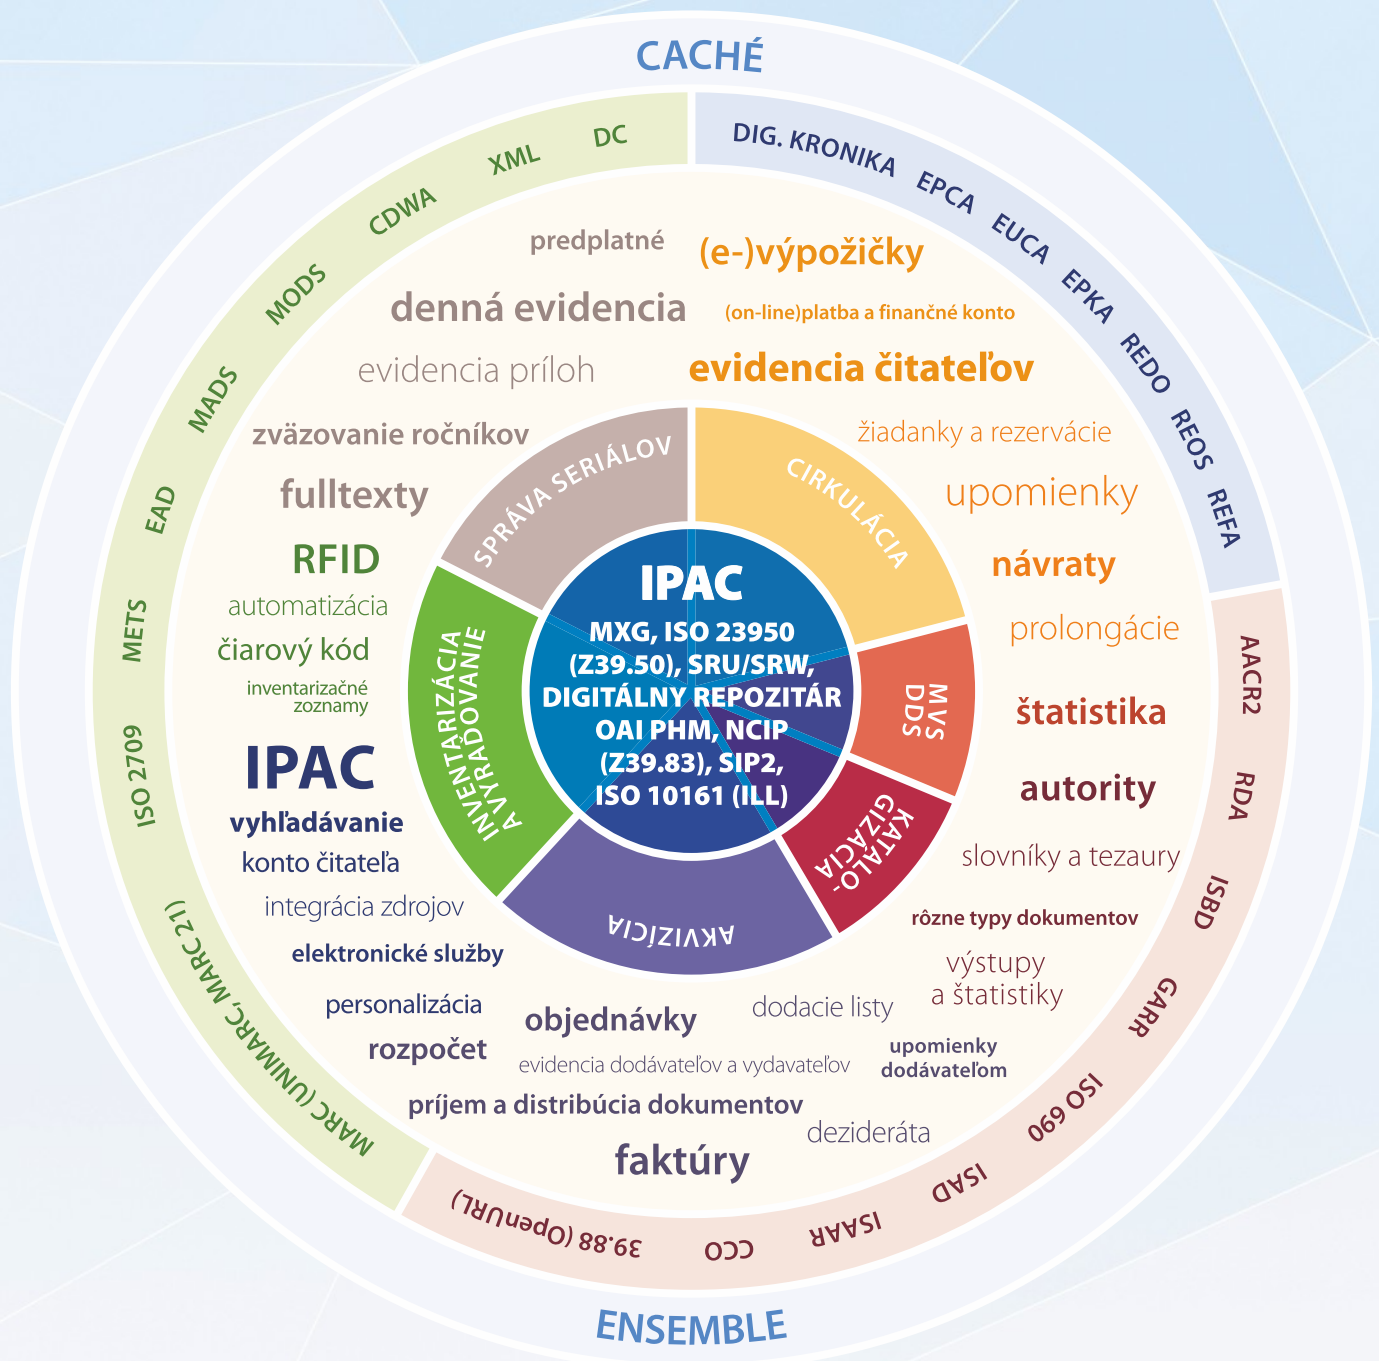 CACHÉ
DC
XML
CDWA
MODS
MADS
EAD
METS
ISO 2709
MARC (UNIMARC, MARC 21)
DIG. KRONIKA
EPCA
EUCA
EPKA
REDO
REOS
REFA
AACR2
RDA
ISBD
GARR
ISO 690
ISAD
ISAAR
CCO
39.88 (OpenURL)
predplatné
denná evidencia
evidencia príloh
zväzovanie ročníkov
fulltexty
RFID
automatizácia
čiarový kód
inventarizačné
zoznamy
IPAC
vyhľadávanie
konto čitateľa
integrácia zdrojov
elektronické služby
personalizácia
(e-)výpožičky
(on-line)platba a finančné konto
evidencia čitateľov
žiadanky a rezervácie
upomienky
návraty
prolongácie
štatistika
autority
slovníky a tezaury
rôzne typy dokumentov
výstupy
a štatistiky
rozpočet
objednávky
dodacie listy
evidencia dodávateľov a vydavateľov
upomienky
dodávateľom
príjem a distribúcia dokumentov
dezideráta
faktúry
SPRÁVA SERIÁLOV
CIRKULÁCIA
MVS
DDS
KATALO-
GIZÁCIA
AKVIZÍCIA
INVENTARIZÁCIA
A VYRAĎOVANIE
IPAC
MXG, ISO 23950
(Z39.50), SRU/SRW,
DIGITÁLNY REPOZITÁR
OAI PHM, NCIP
(Z39.83), SIP2,
ISO 10161 (ILL)
ENSEMBLE